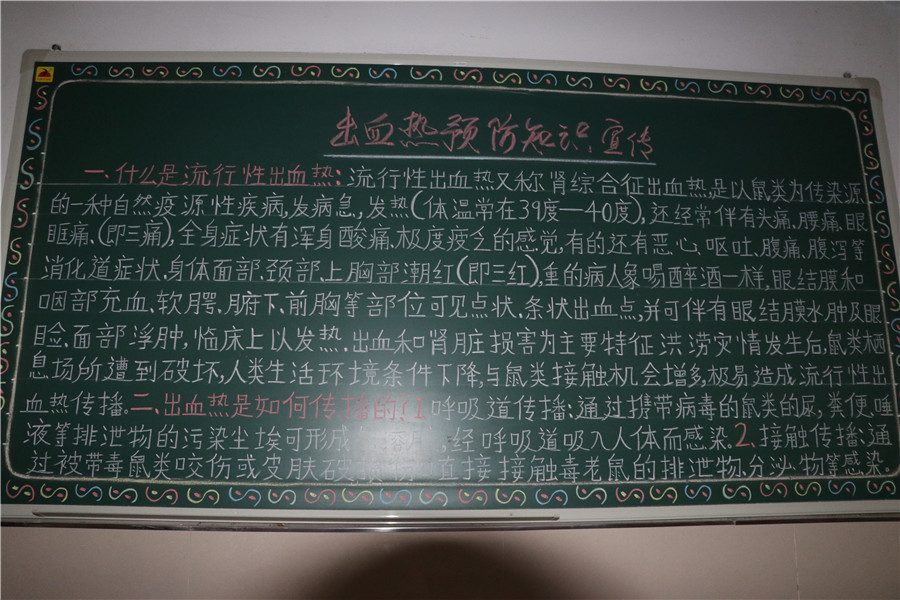 出血热预防知识宣传
一、什么是流行性出血热:流行性出血热又称肾综合征出血热,是以鼠类为传染源
的一种自然疫源性疾病,发病急,发热(体温常在39度—40度),还经常伴有头痛、腰痛、眼
眶痛、(即三痛),全身症状有浑身酸痛、极度疲乏的感觉,有的还有恶心、呕吐、腹痛、腹泻等
消化道症状,身体面部、颈部、上胸部潮红(即三红),重的病人象喝醉酒一样,眼结膜和
咽部充血、软腭、腋下、前胸等部位可见点状、条状出血点,并可伴有眼结膜水肿及眼
睑、面部浮肿,临床上以发热、出血和肾脏损害为主要特征洪涝灾情发生后,鼠类栖
息场所遭到破坏,人类生活环境条件下降,与鼠类接触机会增多,极易造成流行性出
血热传播。二、出血热是如何传播的?1.呼吸道传播:通过携带病毒的鼠类的尿,粪便、唾
液等排泄物的污染尘埃可形成 ,经呼吸道吸入人体而感染。2.接触传播:通
过被带毒鼠类咬伤或皮肤破 直接接触毒老鼠的排泄物、分泌物等感染。